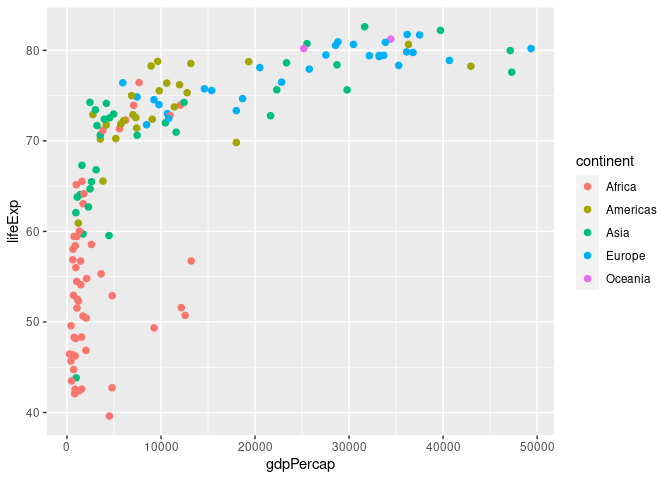 80
70
60
50
40
lifeExp
0
10000
20000
30000
40000
50000
gdpPercap
continent
Africa
Americas
Asia
Europe
Oceania